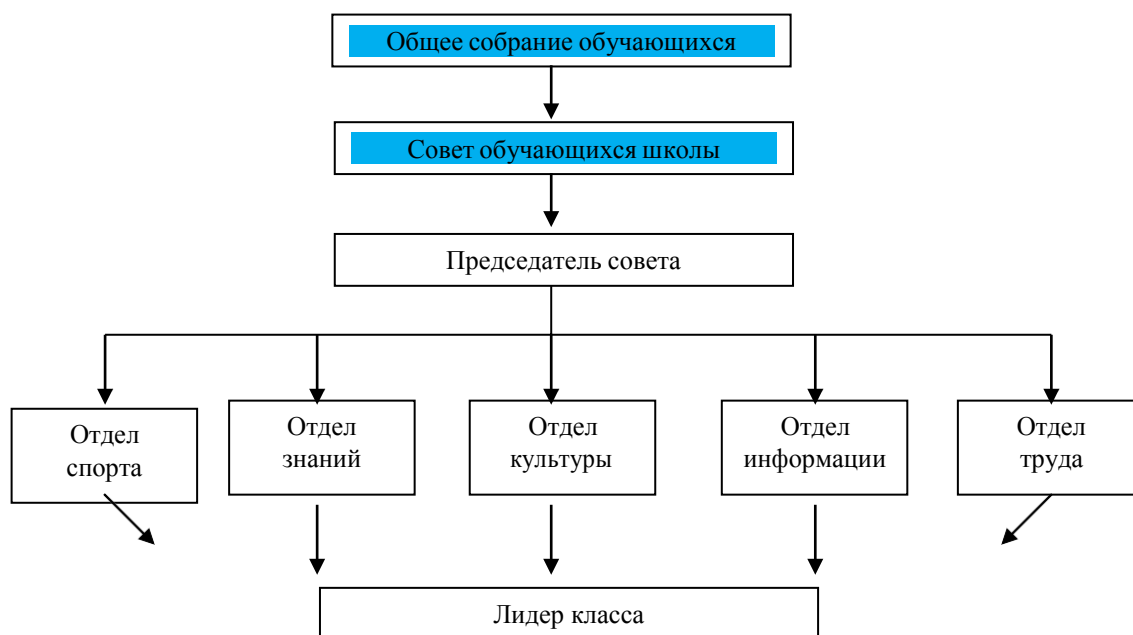 Общее собрание обучающихся
Совет обучающихся школы
Председатель совета
Отдел
спорта
Отдел
знаний
Отдел
культуры
Отдел
информации
Отдел
труда
Лидер класса